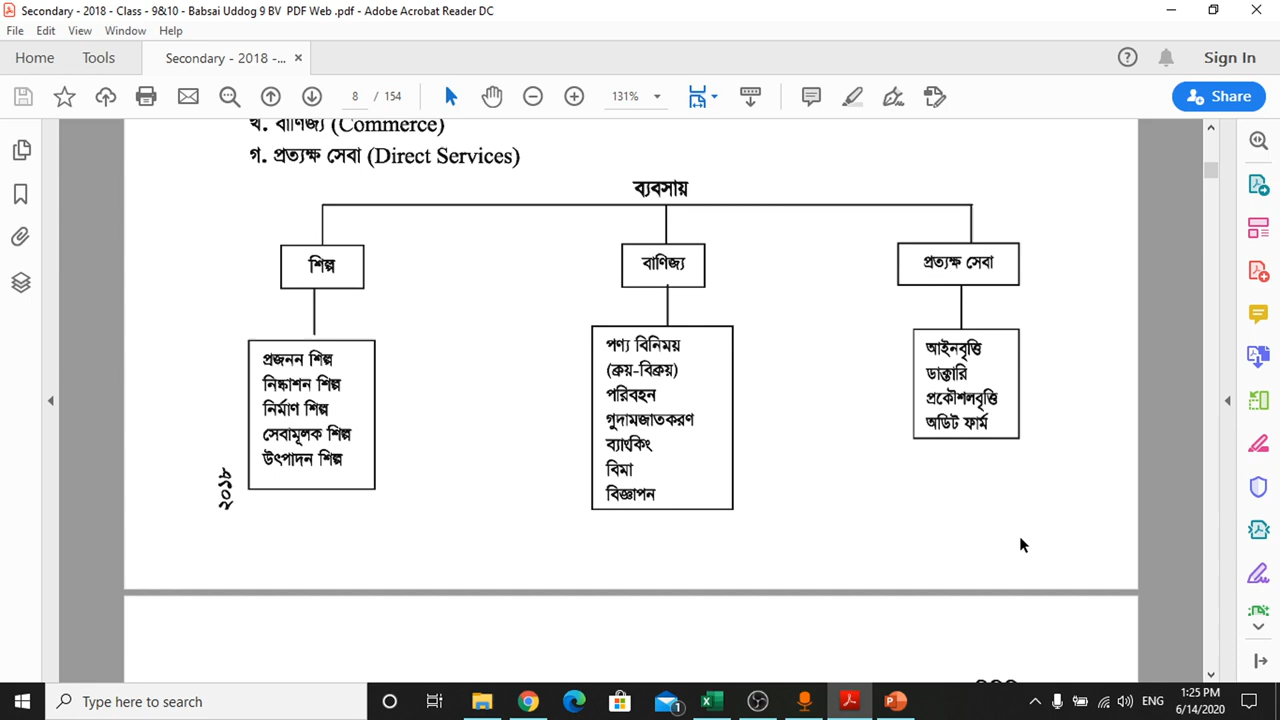 Secondary - 2018 - Class - 9&10 - Babsai Uddog 9 BV PDF Web .pdf - Adobe Acrobat Reader DC
File Edit View Window Help
Home Tools Secondary - 2018 -... × Sign In
8 / 154 131% Share
খ. বাণিজ্য (Commerce)
গ. প্রত্যক্ষ সেবা (Direct Services)
ব্যবসায়
শিল্প
বাণিজ্য
প্রত্যক্ষ সেবা
প্রজনন শিল্প
নিষ্কাশন শিল্প
নির্মাণ শিল্প
সেবামূলক শিল্প
উৎপাদন শিল্প
পণ্য বিনিময়
(ক্রয়-বিক্রয়)
পরিবহন
গুদামজাতকরণ
ব্যাংকিং
বিমা
বিজ্ঞাপন
আইনবৃত্তি
ডাক্তারি
প্রকৌশলবৃত্তি
অডিট ফার্ম
২০১৮
Type here to search
1
ENG
1:25 PM
6/14/2020